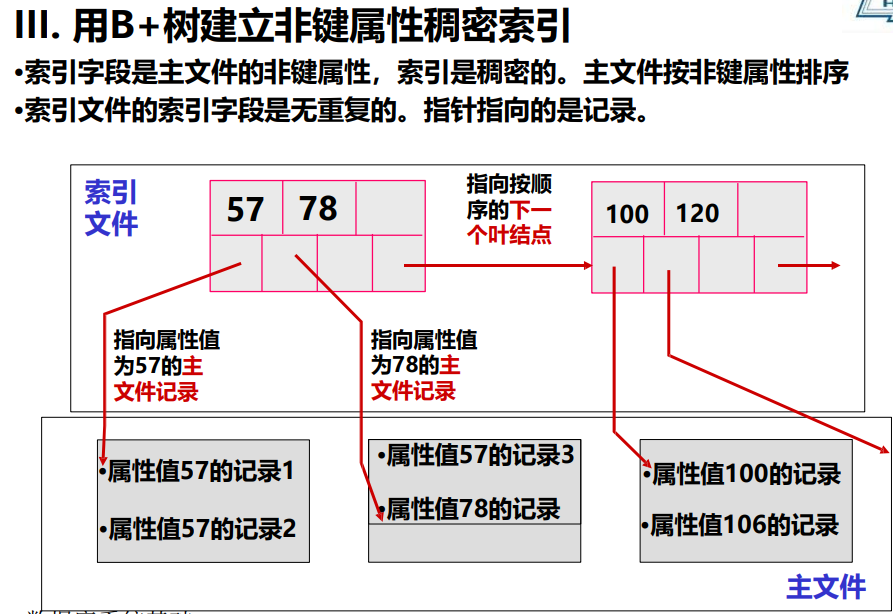 III. 用B+树建立非键属性稠密索引
•索引字段是主文件的非键属性，索引是稠密的。主文件按非键属性排序
•索引文件的索引字段是无重复的。指针指向的是记录。
索引
文件
57 78
指向按顺
序的下一
个叶结点
100 120
指向属性值
为57的主
文件记录
指向属性值
为78的主
文件记录
•属性值57的记录1
•属性值57的记录2
•属性值57的记录3
•属性值78的记录
•属性值100的记录
•属性值106的记录
主文件